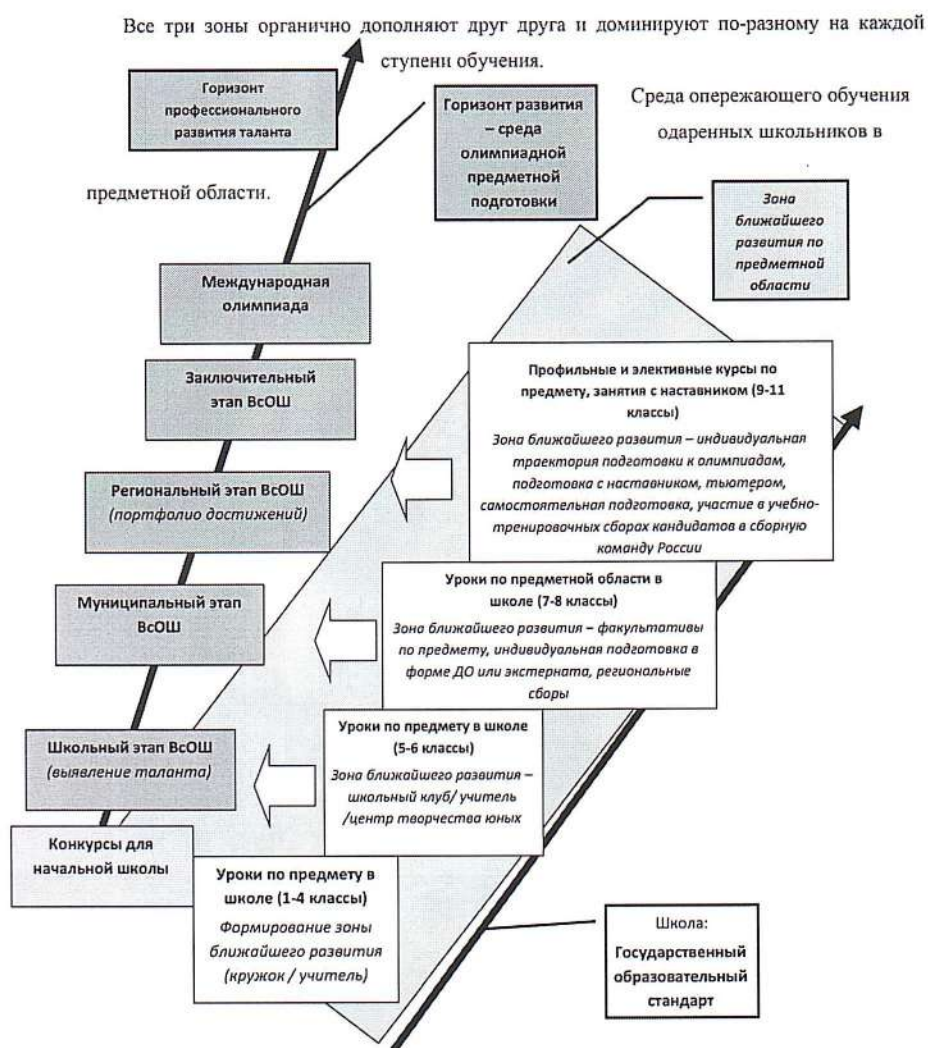 Все три зоны органично дополняют друг друга и доминируют по-разному на каждой
ступени обучения.
Горизонт
профессионального
развития таланта
Горизонт развития
– среда
олимпиадной
предметной
подготовки
Среда опережающего обучения
одаренных школьников в
предметной области.
Зона
ближайшего
развития по
предметной
области
Международная
олимпиада
Заключительный
этап ВсОШ
Региональный этап ВсОШ
(портфолио достижений)
Муниципальный этап
ВсОШ
Школьный этап ВсОШ
(выявление таланта)
Конкурсы для
начальной школы
Профильные и элективные курсы по
предмету, занятия с наставником (9-11
классы)
Зона ближайшего развития – индивидуальная
траектория подготовки к олимпиадам,
подготовка с наставником, тьютером,
самостоятельная подготовка, участие в учебно-
тренировочных сборах кандидатов в сборную
команду России
Уроки по предметной области в
школе (7-8 классы)
Зона ближайшего развития – факультативы
по предмету, индивидуальная подготовка в
форме ДО или экстерната, региональные
сборы
Уроки по предмету в школе
(5-6 классы)
Зона ближайшего развития –
школьный клуб/ учитель
/центр творчества юных
Уроки по предмету в
школе (1-4 классы)
Формирование зоны
ближайшего развития
(кружок / учитель)
Школа:
Государственный
образовательный
стандарт